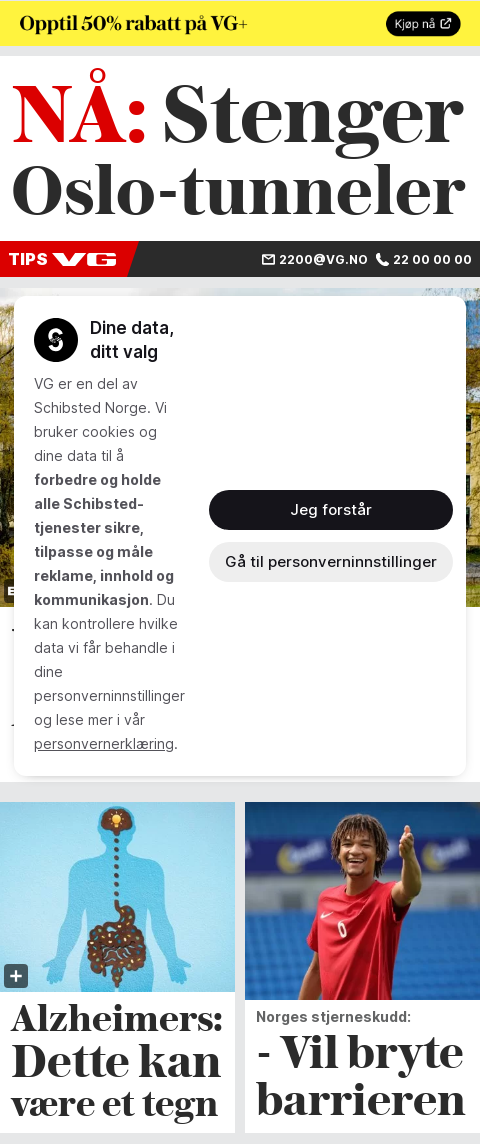 Opptil 50% rabatt på VG+
Kjøp nå
NÅ: Stenger
Oslo-tunneler
TIPS VG
2200@VG.NO 22 00 00 00
Dine data,
ditt valg
VG er en del av
Schibsted Norge. Vi
bruker cookies og
dine data til å
forbedre og holde
alle Schibsted-
tjenester sikre,
tilpasse og måle
reklame, innhold og
kommunikasjon. Du
kan kontrollere hvilke
data vi får behandle i
dine
personverninnstillinger
og lese mer i vår
personvernerklæring.
Jeg forstår
Gå til personverninnstillinger
Alzheimers:
Dette kan
være et tegn
Norges stjerneskudd:
- Vil bryte
barrieren